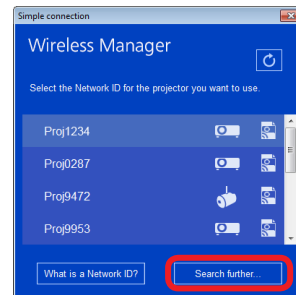 Simple connection
Wireless Manager
Select the Network ID for the projector you want to use.
Proj1234
Proj0287
Proj9472
Proj9953
What is a Network ID?
Search further...